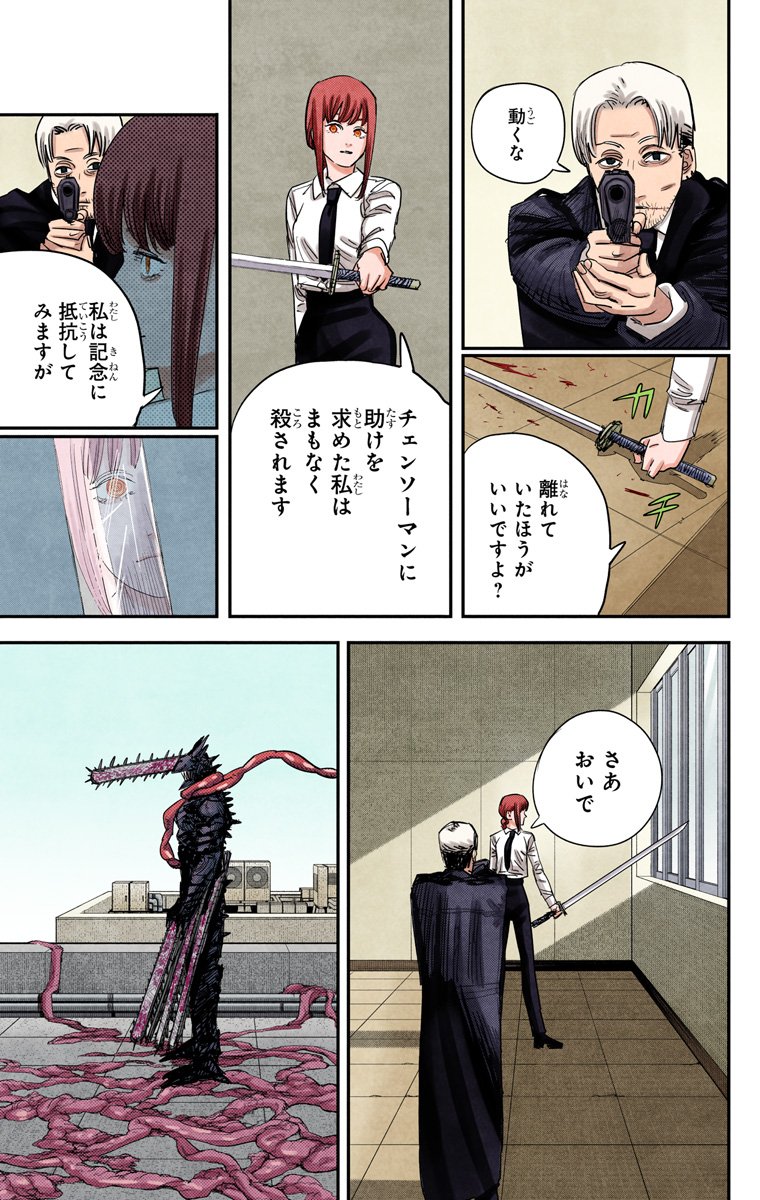 動くな
離れて
いたほうが
いいですよ？
チャ
チェンソーマンに
助けを
求めた私は
まもなく
殺されます
私は記念に
抵抗して
みますが
さあ
おいで